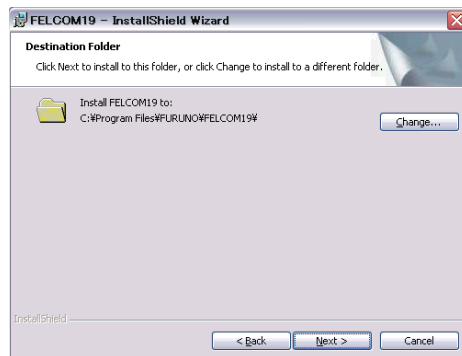 FELCOM19 - InstallShield Wizard
Destination Folder
Click Next to install to this folder, or click Change to install to a different folder.
Install FELCOM19 to:
C:¥Program Files¥FURUNO¥FELCOM19¥
Change...
InstallShield
< Back
Next >
Cancel